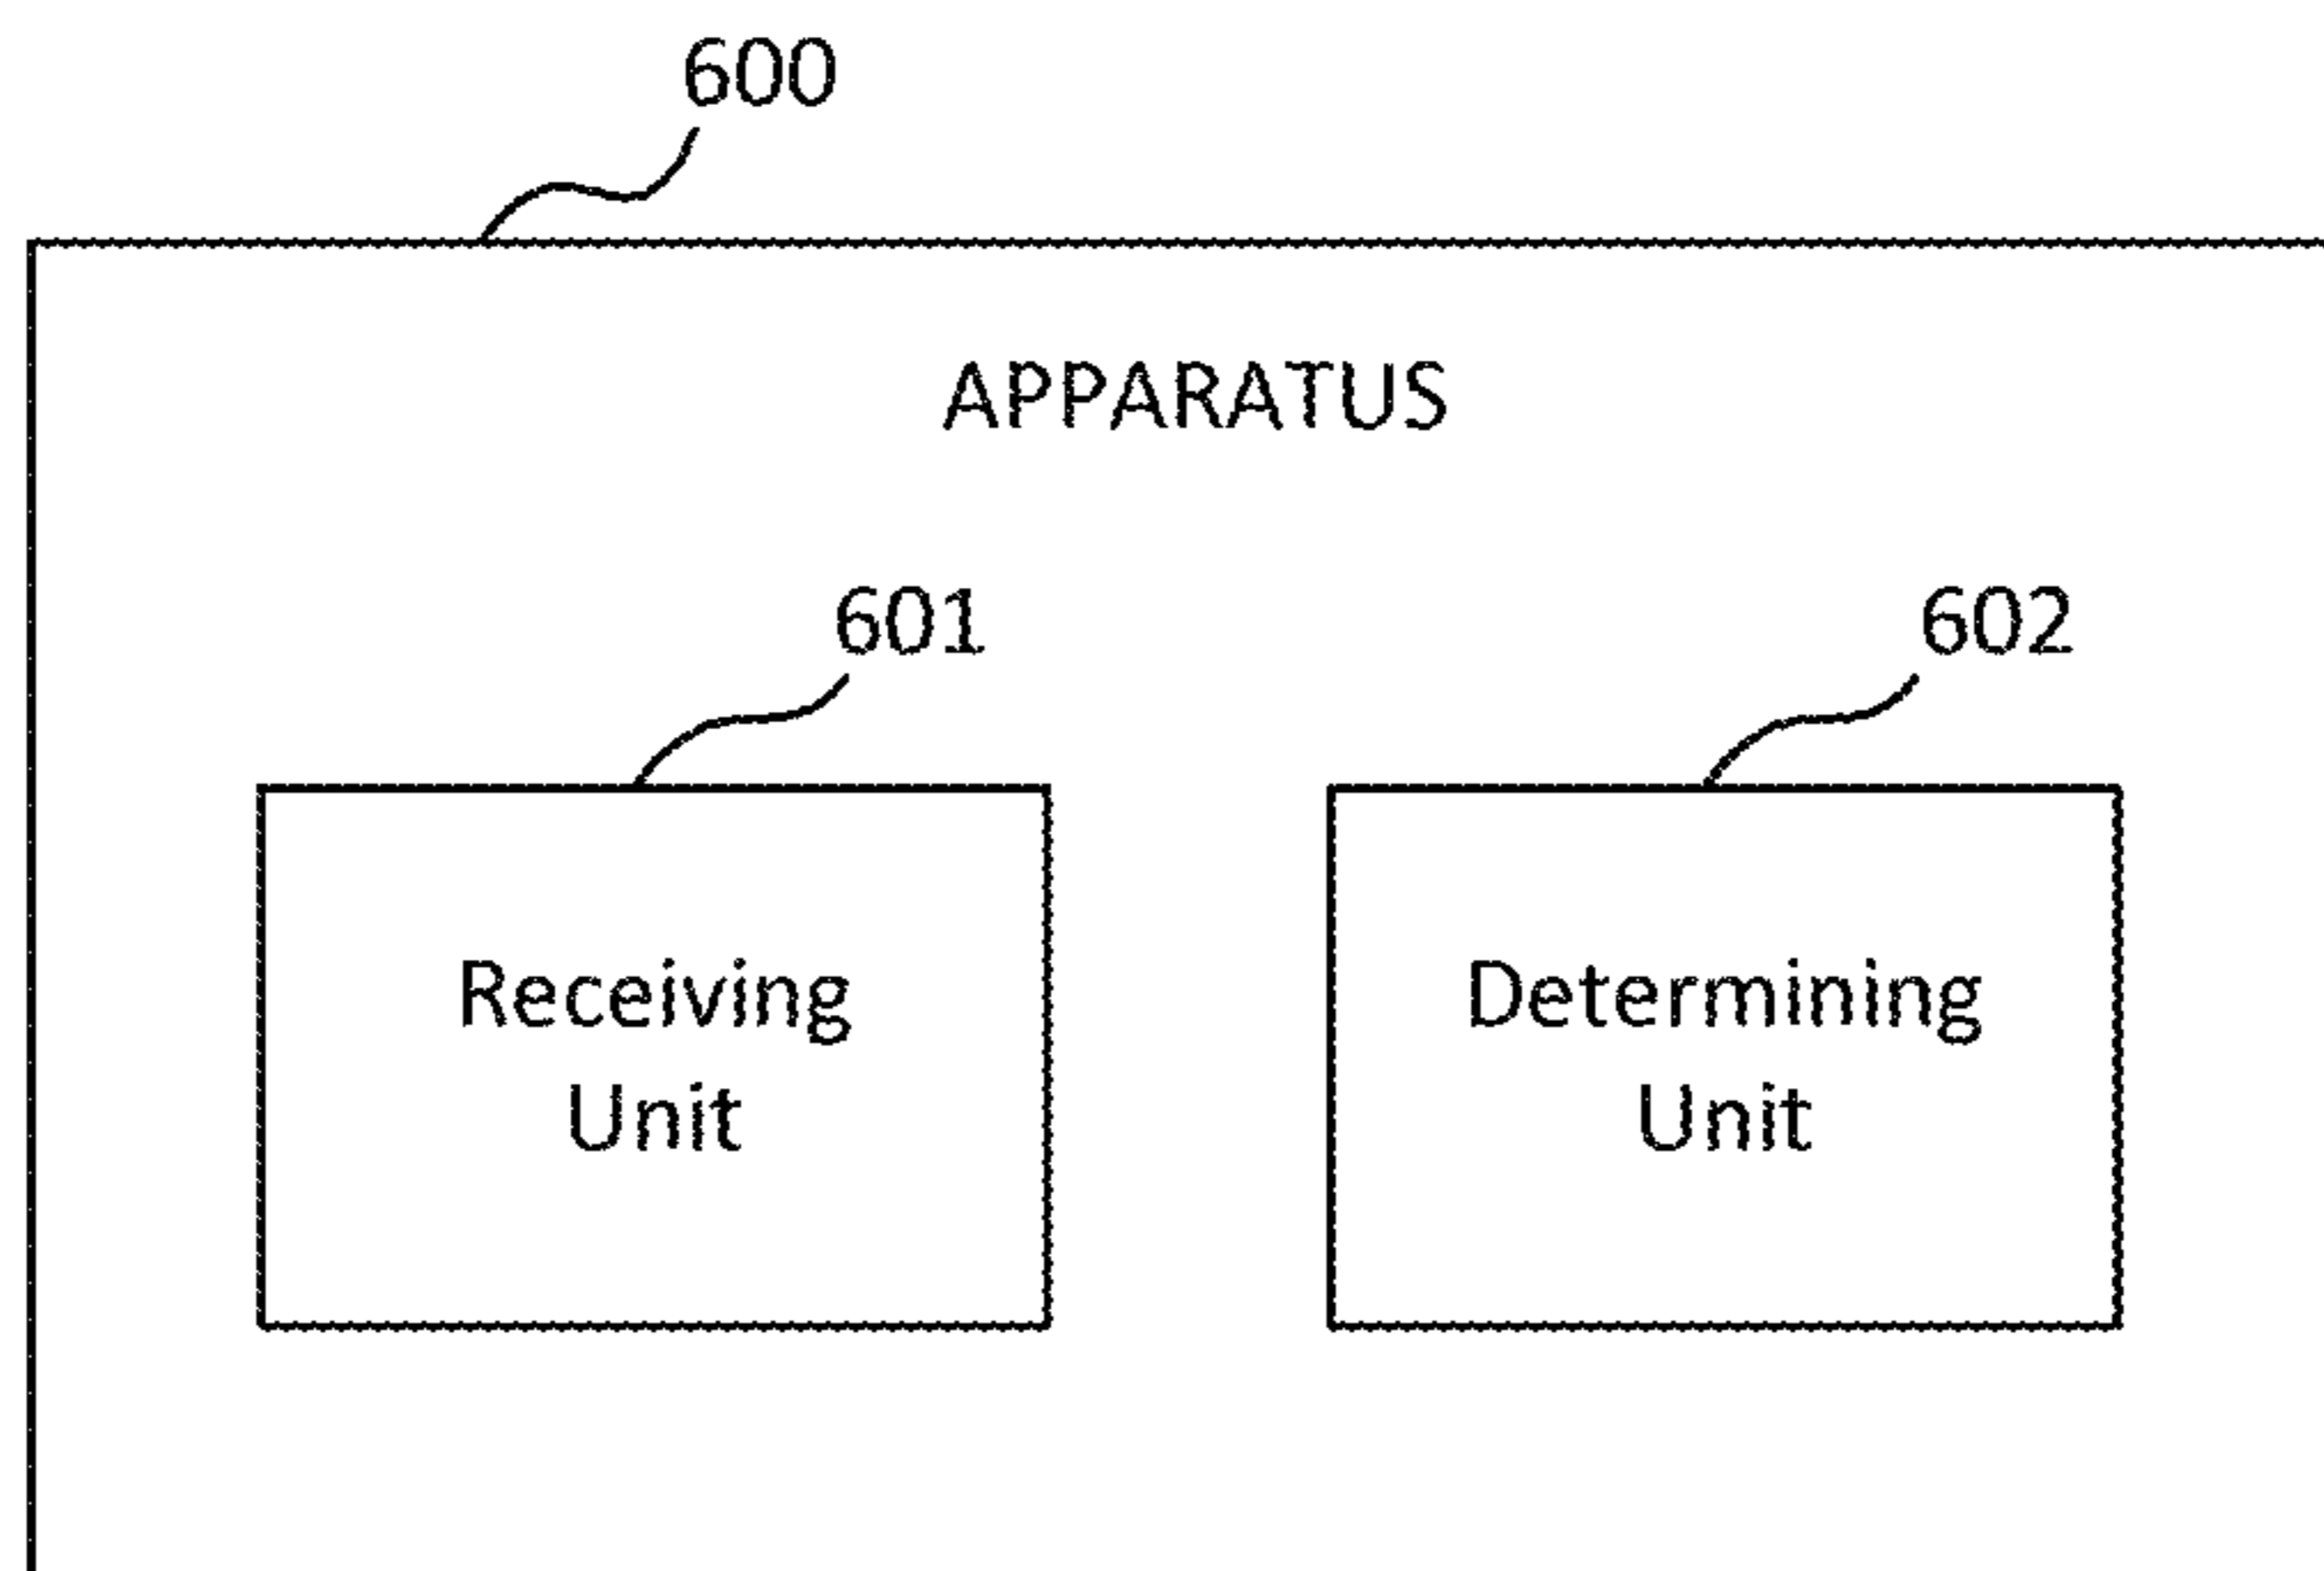 600
APPARATUS
601
602
Receiving
Unit
Determining
Unit